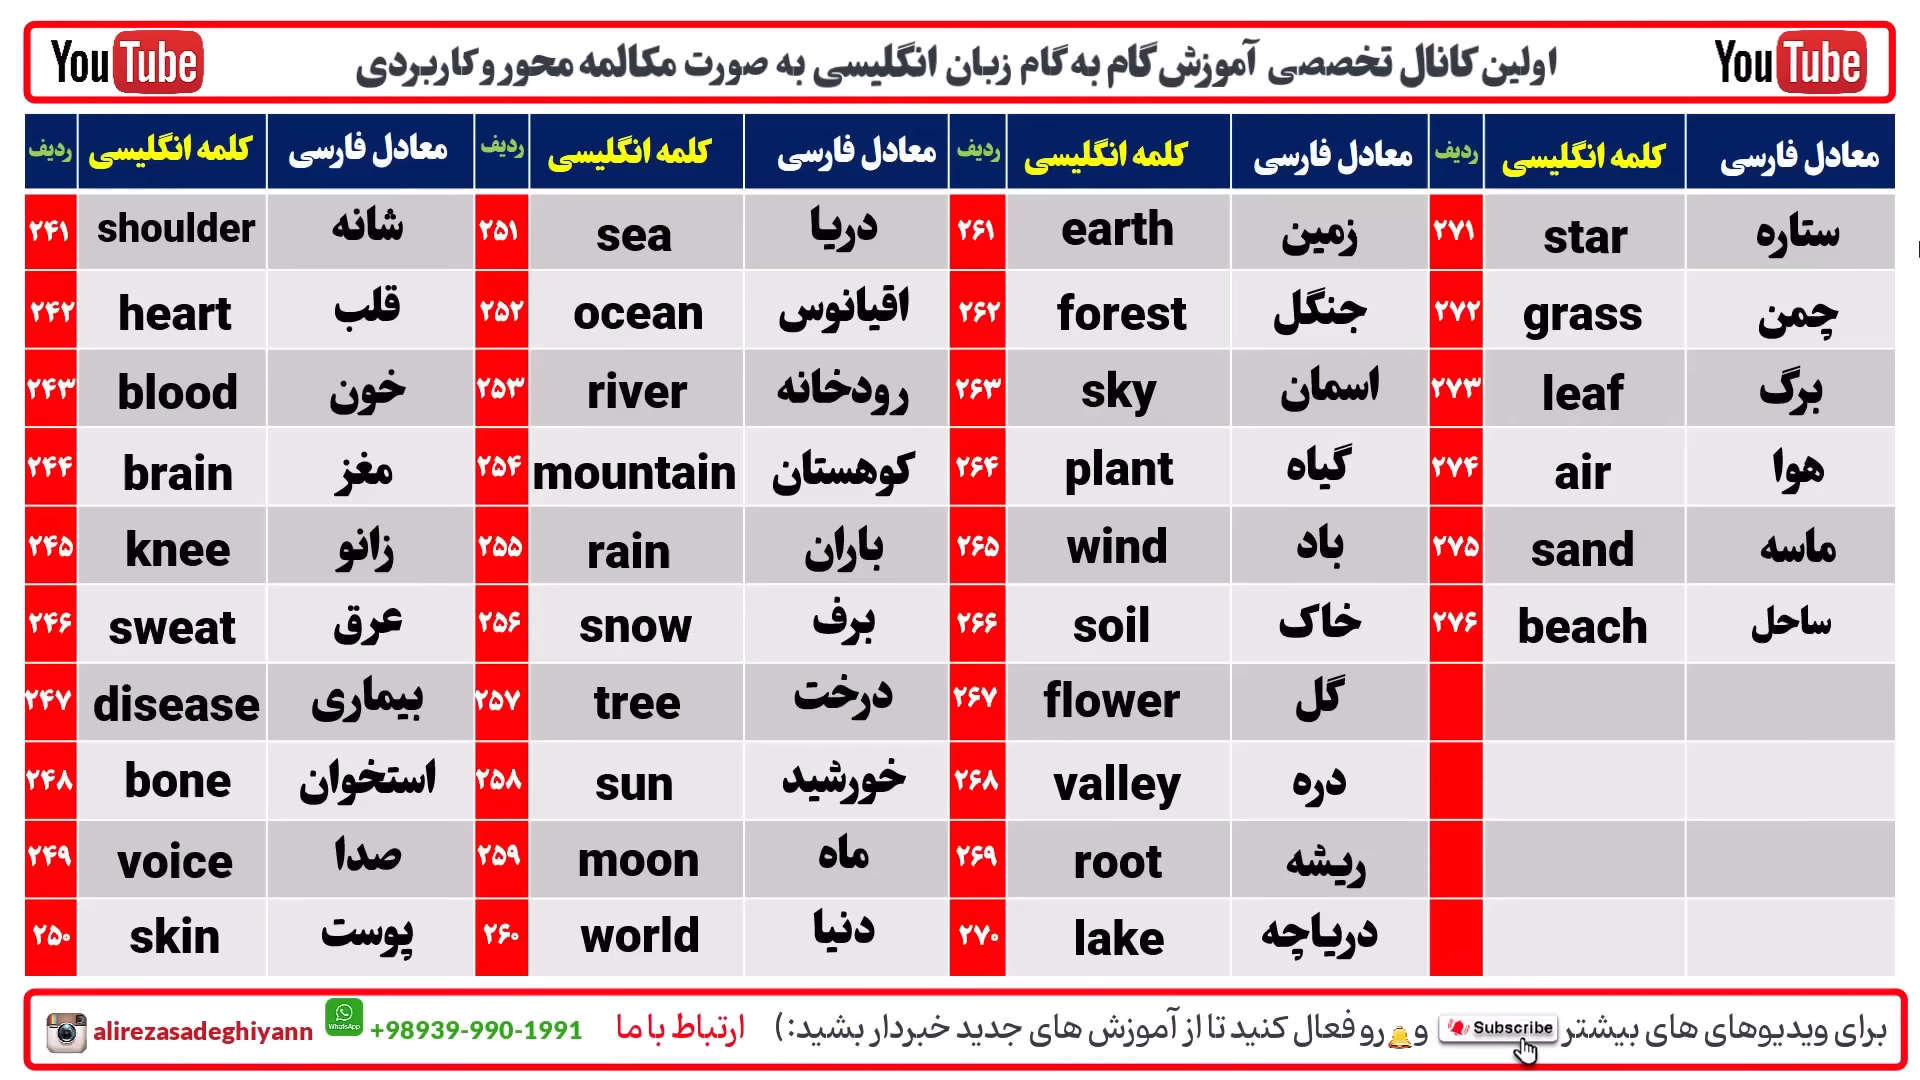 YouTube اولین کانال تخصصی آموزش گام به گام زبان انگلیسی به صورت مکالمه محور و کاربردی YouTube
ردیف کلمه انگلیسی معادل فارسی ردیف کلمه انگلیسی معادل فارسی ردیف کلمه انگلیسی معادل فارسی ردیف کلمه انگلیسی معادل فارسی
۲۴۱ shoulder شانه ۲۵۱ sea دریا ۲۶۱ earth زمین ۲۷۱ star ستاره
۲۴۲ heart قلب ۲۵۲ ocean اقیانوس ۲۶۲ forest جنگل ۲۷۲ grass چمن
۲۴۳ blood خون ۲۵۳ river رودخانه ۲۶۳ sky اسمان ۲۷۳ leaf برگ
۲۴۴ brain مغز ۲۵۴ mountain کوهستان ۲۶۴ plant گیاه ۲۷۴ air هوا
۲۴۵ knee زانو ۲۵۵ rain باران ۲۶۵ wind باد ۲۷۵ sand ماسه
۲۴۶ sweat عرق ۲۵۶ snow برف ۲۶۶ soil خاک ۲۷۶ beach ساحل
۲۴۷ disease بیماری ۲۵۷ tree درخت ۲۶۷ flower گل
۲۴۸ bone استخوان ۲۵۸ sun خورشید ۲۶۸ valley دره
۲۴۹ voice صدا ۲۵۹ moon ماه ۲۶۹ root ریشه
۲۵۰ skin پوست ۲۶۰ world دنیا ۲۷۰ lake دریاچه
برای ویدیوهای های بیشتر Subscribe و رو فعال کنید تا از آموزش های جدید خبردار بشید:) ارتباط با ما +98939-990-1991 WhatsApp alirezasadeghiyann